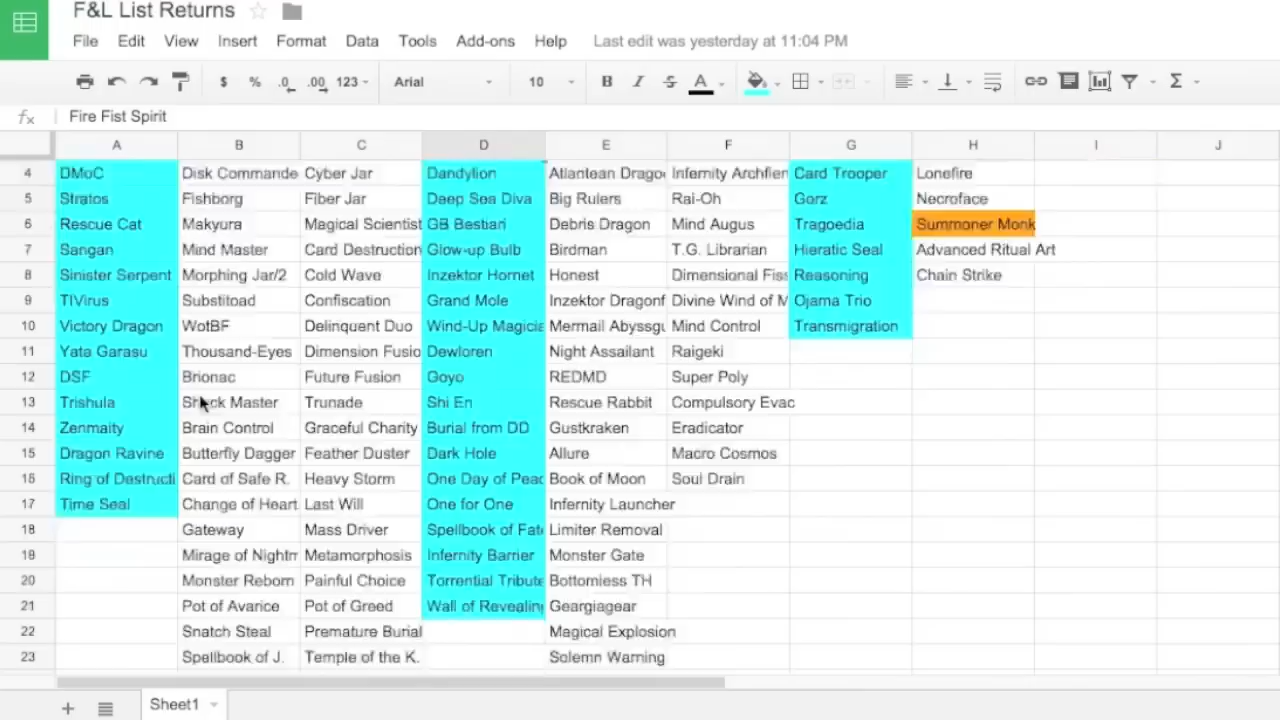 F&L List Returns
File Edit View Insert Format Data Tools Add-ons Help Last edit was yesterday at 11:04 PM
$ % .0 .00 123 Arial 10 B I S A Σ
fx Fire Fist Spirit
A B C D E F G H I J
4 DMoC Disk Commande Cyber Jar Dandylion Atlantean Drago Infernity Archfien Card Trooper Lonefire
5 Stratos Fishborg Fiber Jar Deep Sea Diva Big Rulers Rai-Oh Gorz Necroface
6 Rescue Cat Makyura Magical Scientist GB Bestiari Debris Dragon Mind Augus Tragoedia Summoner Monk
7 Sangan Mind Master Card Destruction Glow-up Bulb Birdman T.G. Librarian Hieratic Seal Advanced Ritual Art
8 Sinister Serpent Morphing Jar/2 Cold Wave Inzektor Hornet Honest Dimensional Fiss Reasoning Chain Strike
9 TIVirus Substitoad Confiscation Grand Mole Inzektor Dragonf Divine Wind of M Ojama Trio
10 Victory Dragon WotBF Delinquent Duo Wind-Up Magicia Mermail Abyssgu Mind Control Transmigration
11 Yata Garasu Thousand-Eyes Dimension Fusio Dewloren Night Assailant Raigeki
12 DSF Brionac Future Fusion Goyo REDMD Super Poly
13 Trishula Shock Master Trunade Shi En Rescue Rabbit Compulsory Evac
14 Zenmaity Brain Control Graceful Charity Burial from DD Gustkraken Eradicator
15 Dragon Ravine Butterfly Dagger Feather Duster Dark Hole Allure Macro Cosmos
16 Ring of Destructi Card of Safe R. Heavy Storm One Day of Peac Book of Moon Soul Drain
17 Time Seal Change of Heart Last Will One for One Infernity Launcher
18 Gateway Mass Driver Spellbook of Fate Limiter Removal
19 Mirage of Nightm Metamorphosis Infernity Barrier Monster Gate
20 Monster Reborn Painful Choice Torrential Tribute Bottomless TH
21 Pot of Avarice Pot of Greed Wall of Revealing Geargiagear
22 Snatch Steal Premature Burial Magical Explosion
23 Spellbook of J. Temple of the K. Solemn Warning
Sheet1